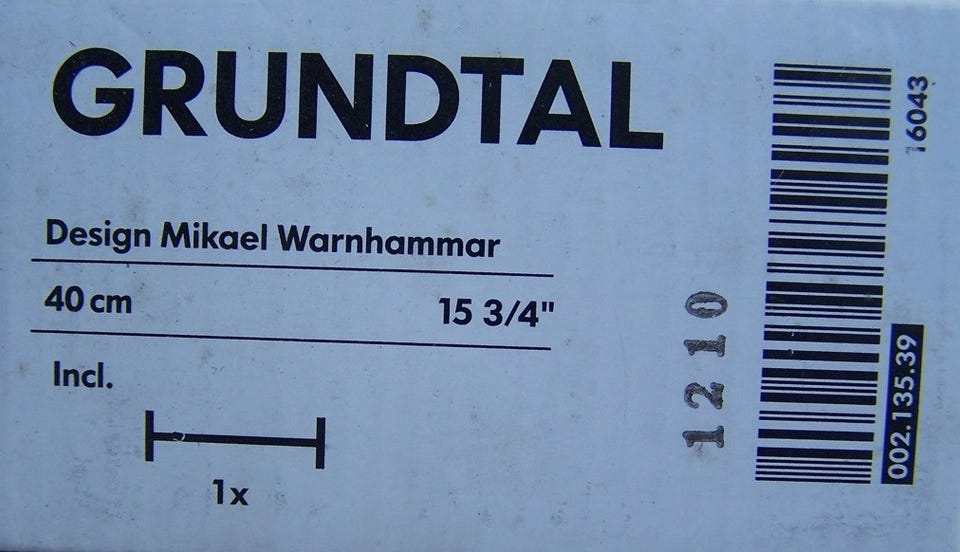 GRUNDTAL
Design Mikael Warnhammar
40 cm 15 3/4"
Incl.
1x
1210
16043
002.135.39